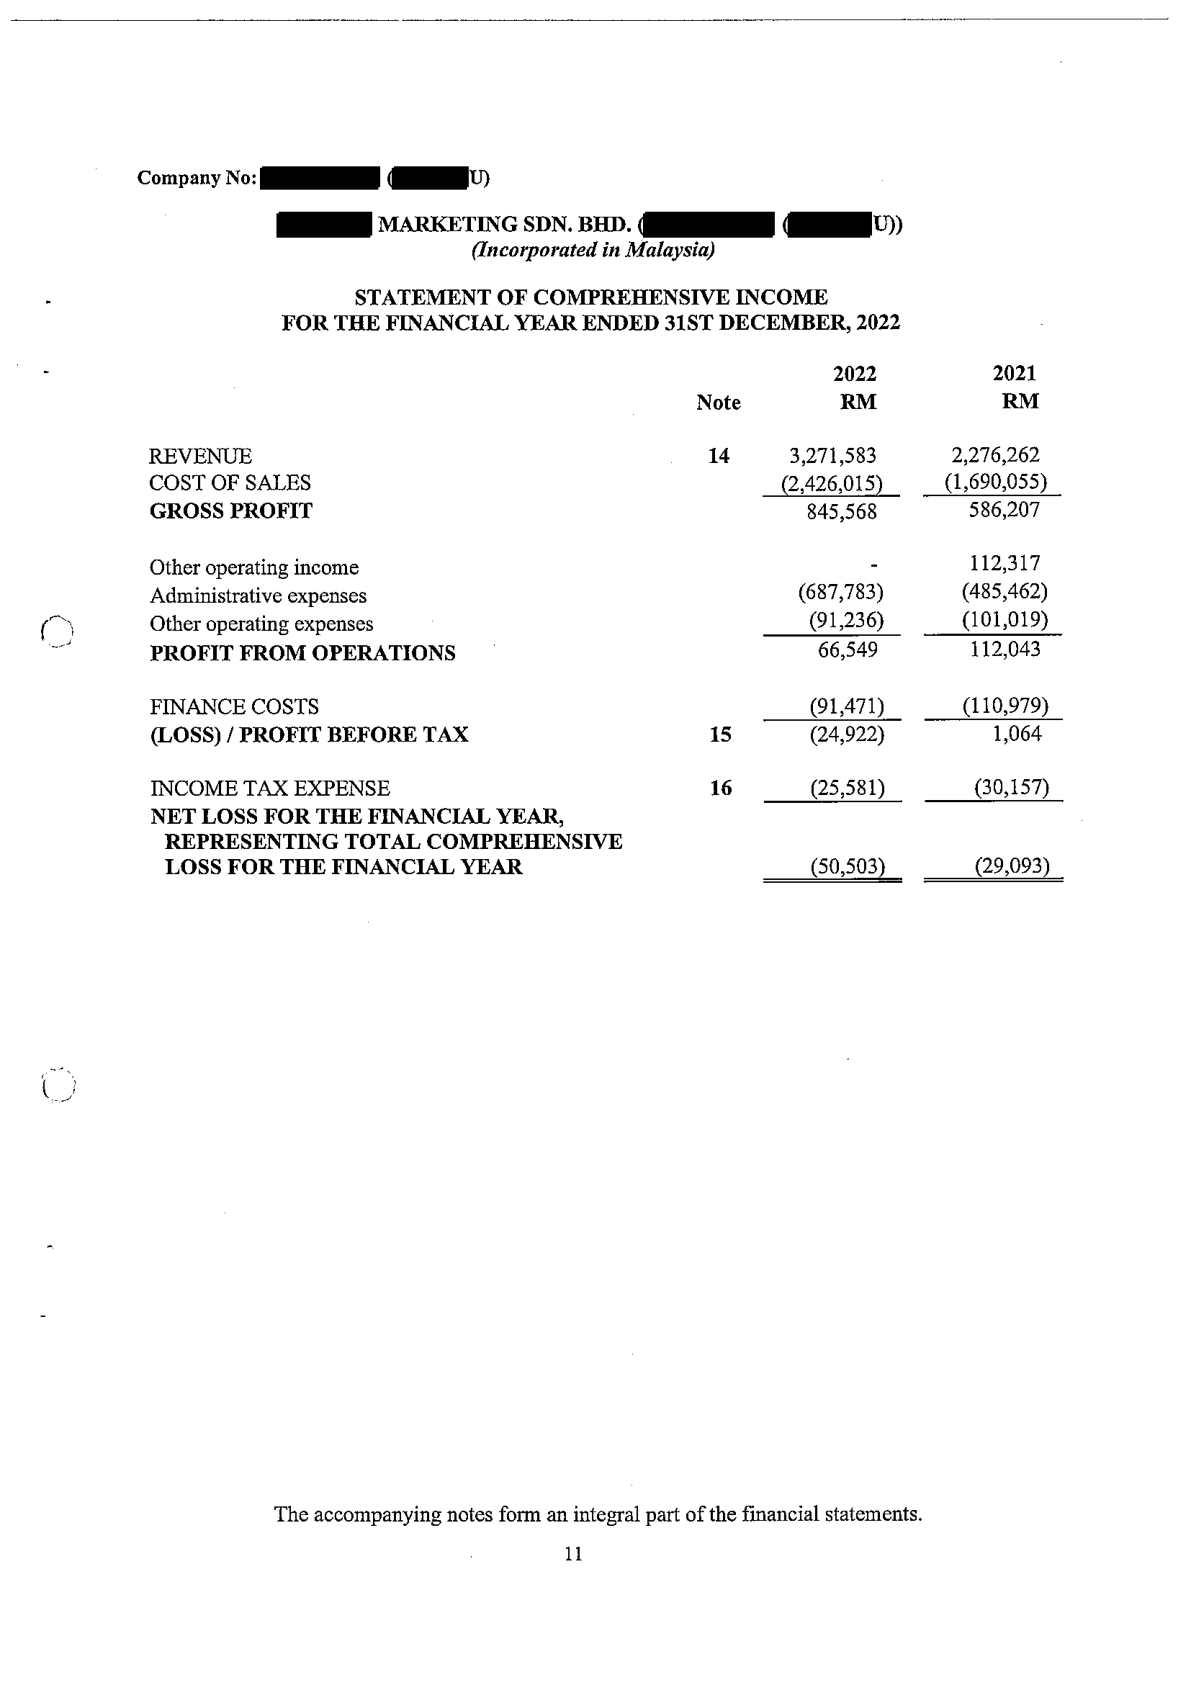 Company No: ( U)
MARKETING SDN. BHD. ( ( U))
(Incorporated in Malaysia)
STATEMENT OF COMPREHENSIVE INCOME
FOR THE FINANCIAL YEAR ENDED 31ST DECEMBER, 2022
2022 2021
Note RM RM
REVENUE 14 3,271,583 2,276,262
COST OF SALES (2,426,015) (1,690,055)
GROSS PROFIT 845,568 586,207
Other operating income - 112,317
Administrative expenses (687,783) (485,462)
Other operating expenses (91,236) (101,019)
PROFIT FROM OPERATIONS 66,549 112,043
FINANCE COSTS (91,471) (110,979)
(LOSS) / PROFIT BEFORE TAX 15 (24,922) 1,064
INCOME TAX EXPENSE 16 (25,581) (30,157)
NET LOSS FOR THE FINANCIAL YEAR,
REPRESENTING TOTAL COMPREHENSIVE
LOSS FOR THE FINANCIAL YEAR (50,503) (29,093)
The accompanying notes form an integral part of the financial statements.
11